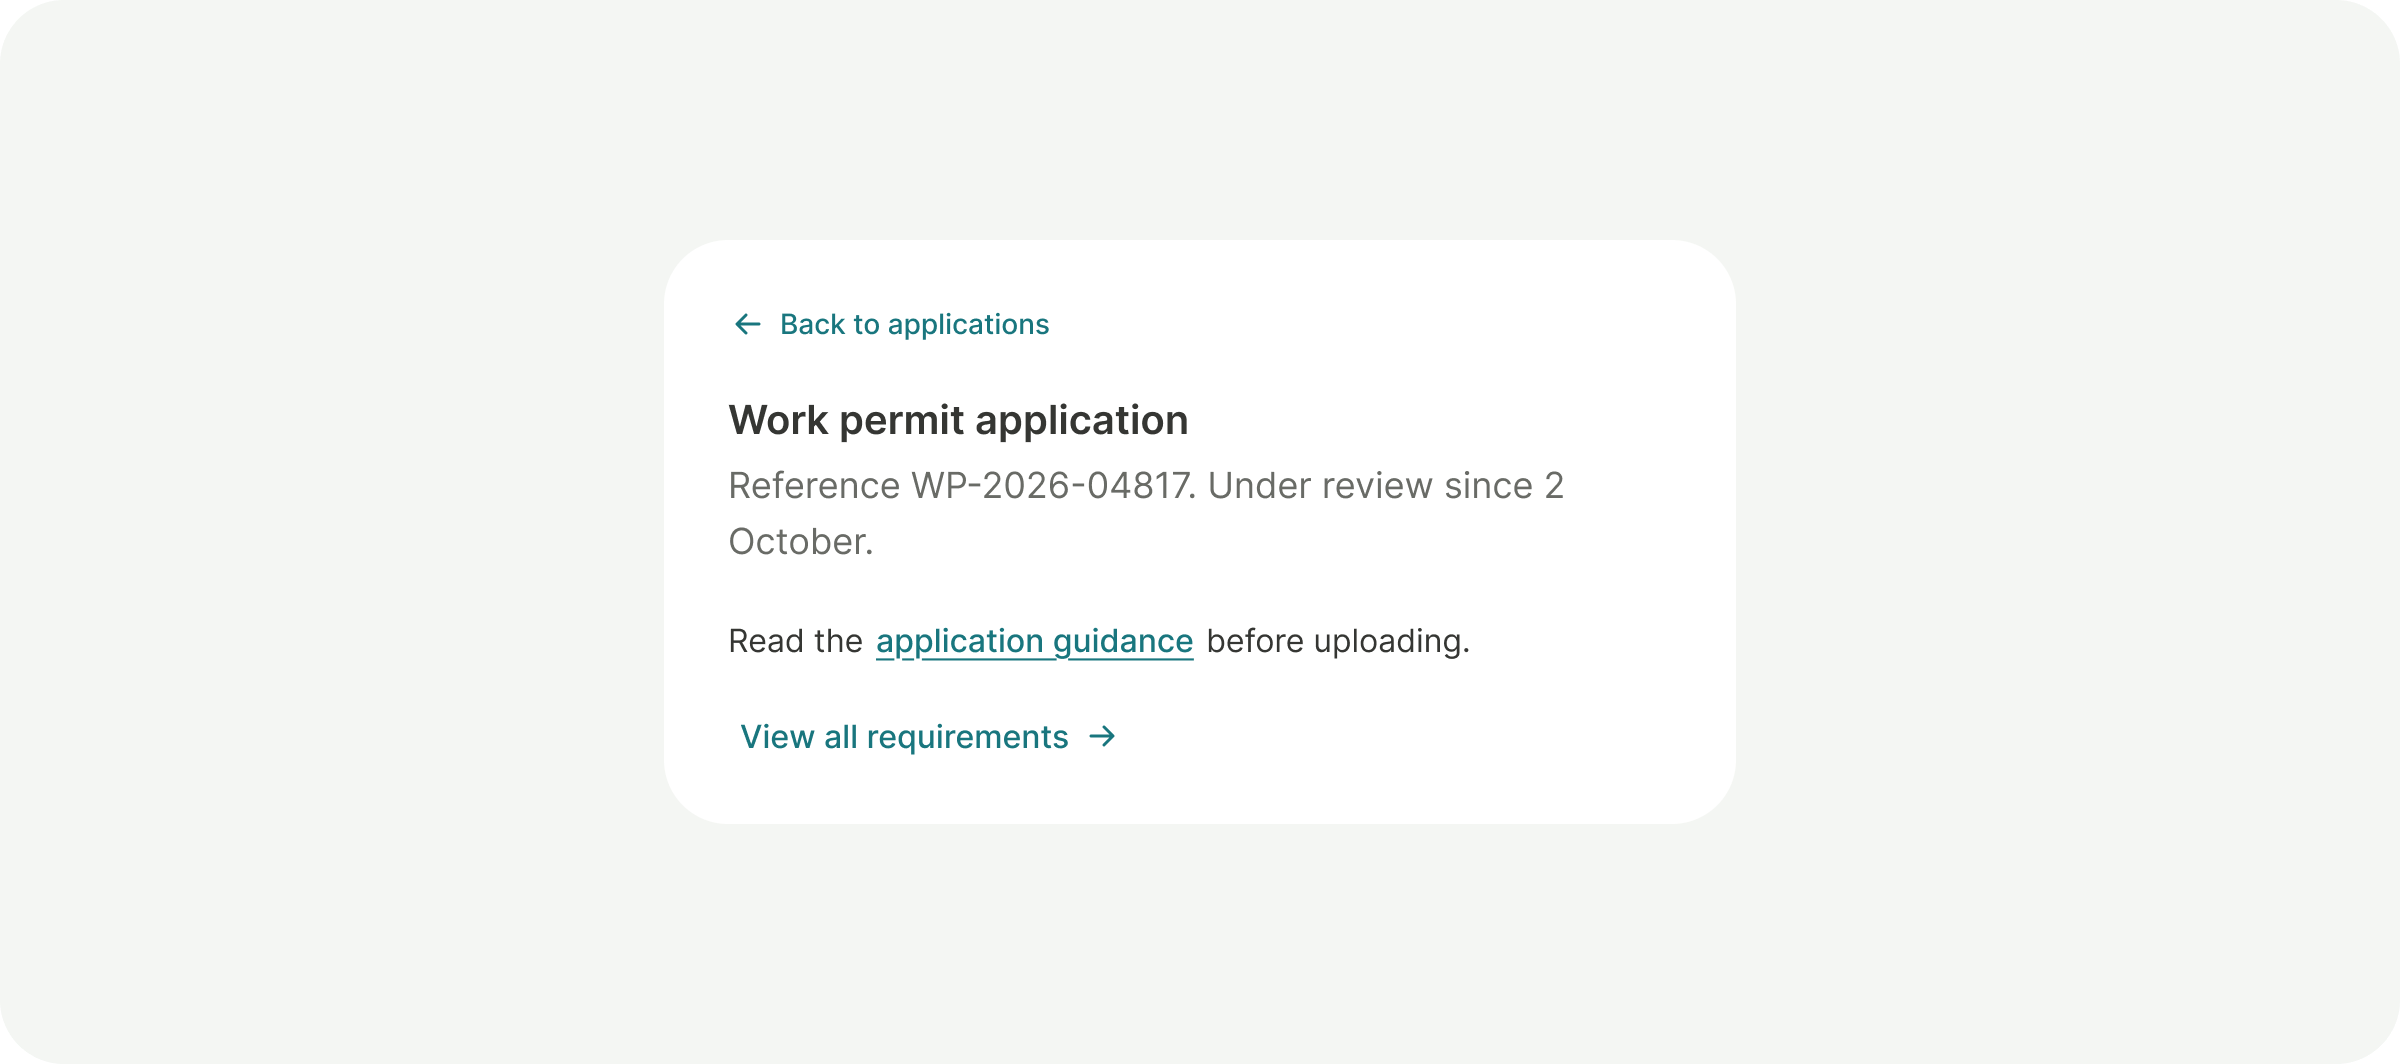 Back to applications
Work permit application
Reference WP-2026-04817. Under review since 2
October.
Read the application guidance before uploading.
View all requirements